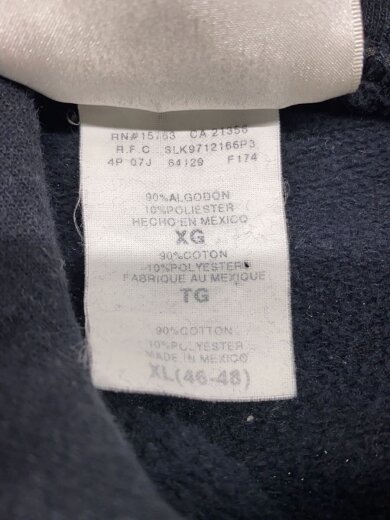 RN#15763 CA 21356
R.F.C SLK9712166P3
4P 07J 64129 F174
90%ALGODÓN
10%POLIESTER
HECHO EN MEXICO
XG
90%COTON
10%POLYESTER
FABRIQUE AU MEXIQUE
TG
90%COTTON
10%POLYESTER
MADE IN MEXICO
XL(46-48)